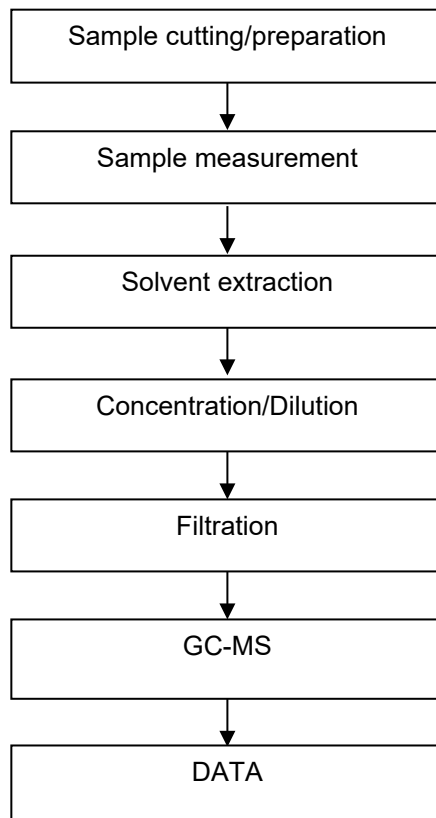 Sample cutting/preparation
Sample measurement
Solvent extraction
Concentration/Dilution
Filtration
GC-MS
DATA